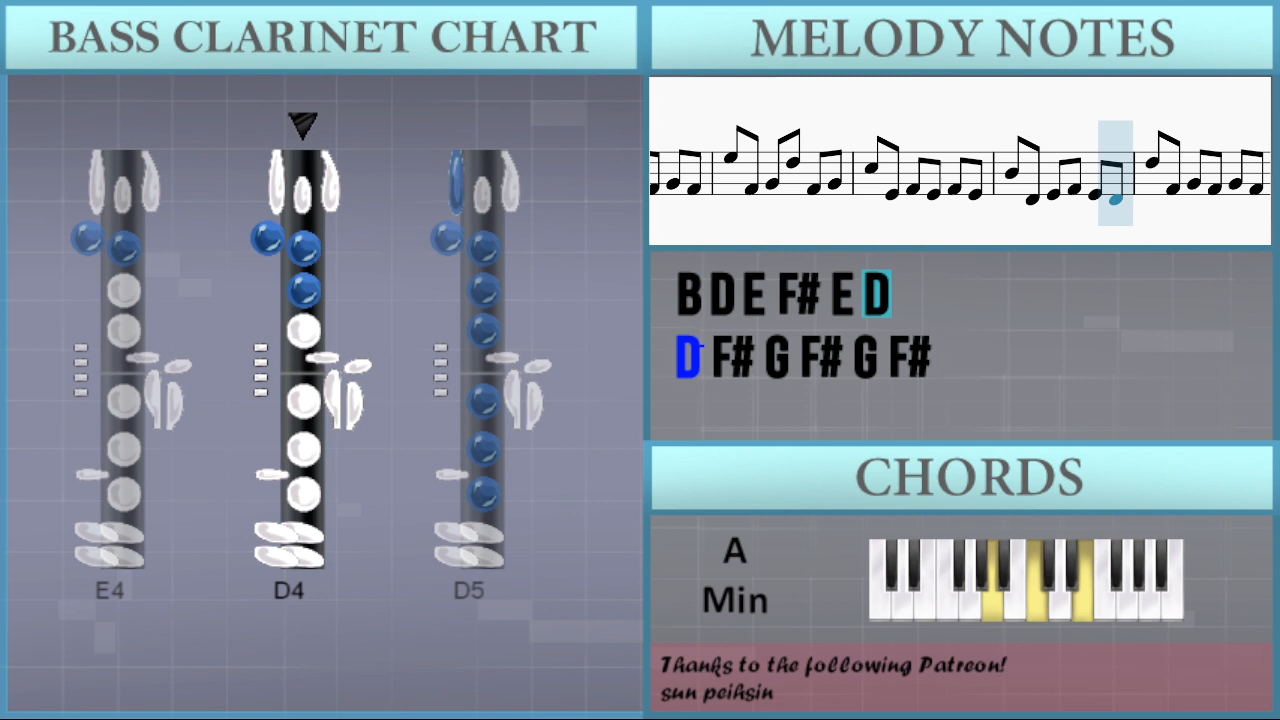 BASS CLARINET CHART
E4 D4 D5
MELODY NOTES
B D E F# E D
D F# G F# G F#
CHORDS
A
Min
Thanks to the following Patreon!
sun peihsin